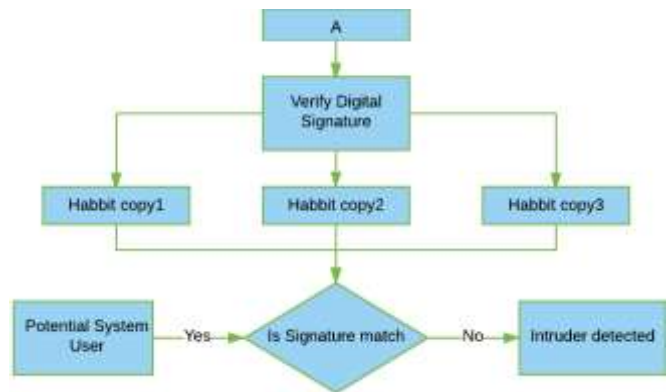 A
Verify Digital
Signature
Habbit copy1
Habbit copy2
Habbit copy3
Potential System
User
Yes
Is Signature match
No
Intruder detected